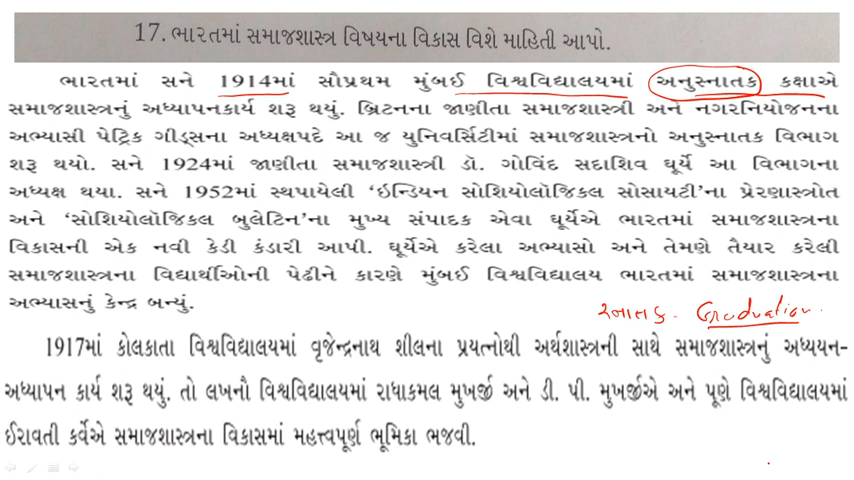 17. ભારતમાં સમાજશાસ્ત્ર વિષયના વિકાસ વિશે માહિતી આપો.
ભારતમાં સને 1914માં સૌપ્રથમ મુંબઈ વિશ્વવિદ્યાલયમાં અનુસ્નાતક કક્ષાએ
સમાજશાસ્ત્રનું અધ્યાપનકાર્ય શરૂ થયું. બ્રિટનના જાણીતા સમાજશાસ્ત્રી અને નગરનિયોજનના
અભ્યાસી પેટ્રિક ગીડ્સના અધ્યક્ષપદે આ જ યુનિવર્સિટીમાં સમાજશાસ્ત્રનો અનુસ્નાતક વિભાગ
શરૂ થયો. સને 1924માં જાણીતા સમાજશાસ્ત્રી ડૉ. ગોવિંદ સદાશિવ ઘૂર્યે આ વિભાગના
અધ્યક્ષ થયા. સને 1952માં સ્થપાયેલી ‘ઇન્ડિયન સોશિયોલૉજિકલ સોસાયટી’ના પ્રેરણાસ્ત્રોત
અને ‘સોશિયોલૉજિકલ બુલેટિન’ના મુખ્ય સંપાદક એવા ઘૂર્યેએ ભારતમાં સમાજશાસ્ત્રના
વિકાસની એક નવી કેડી કંડારી આપી. ઘૂર્યેએ કરેલા અભ્યાસો અને તેમણે તૈયાર કરેલી
સમાજશાસ્ત્રના વિદ્યાર્થીઓની પેઢીને કારણે મુંબઈ વિશ્વવિદ્યાલય ભારતમાં સમાજશાસ્ત્રના
અભ્યાસનું કેન્દ્ર બન્યું.
સ્નાતક. Graduation.
1917માં કોલકાતા વિશ્વવિદ્યાલયમાં વૃજેન્દ્રનાથ શીલના પ્રયત્નોથી અર્થશાસ્ત્રની સાથે સમાજશાસ્ત્રનું અધ્યયન-
અધ્યાપન કાર્ય શરૂ થયું. તો લખનૌ વિશ્વવિદ્યાલયમાં રાધાકમલ મુખર્જી અને ડી. પી. મુખર્જીએ અને પૂણે વિશ્વવિદ્યાલયમાં
ઈરાવતી કર્વેએ સમાજશાસ્ત્રના વિકાસમાં મહત્ત્વપૂર્ણ ભૂમિકા ભજવી.